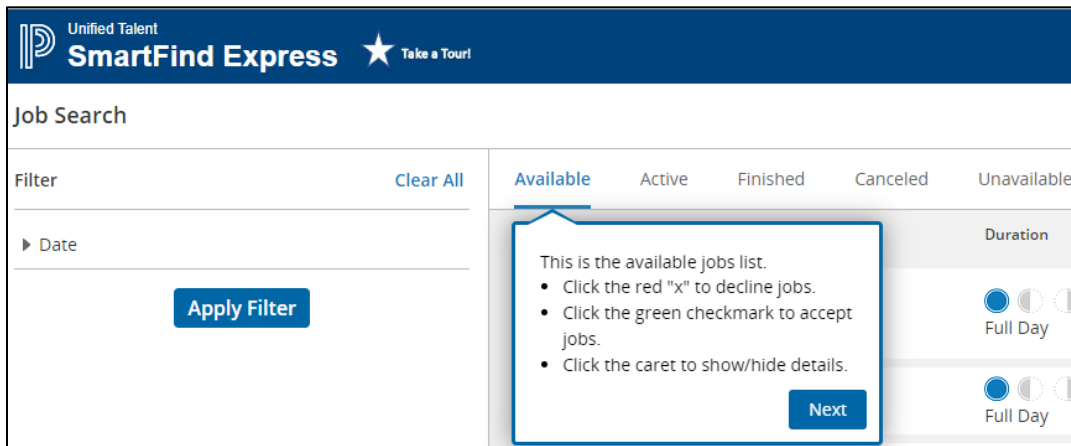 Unified Talent
SmartFind Express
Take a Tour!
Job Search
Filter
Clear All
Date
Apply Filter
Available
Active
Finished
Canceled
Unavailable
Duration
This is the available jobs list.
• Click the red "x" to decline jobs.
• Click the green checkmark to accept
jobs.
• Click the caret to show/hide details.
Next
Full Day
Full Day